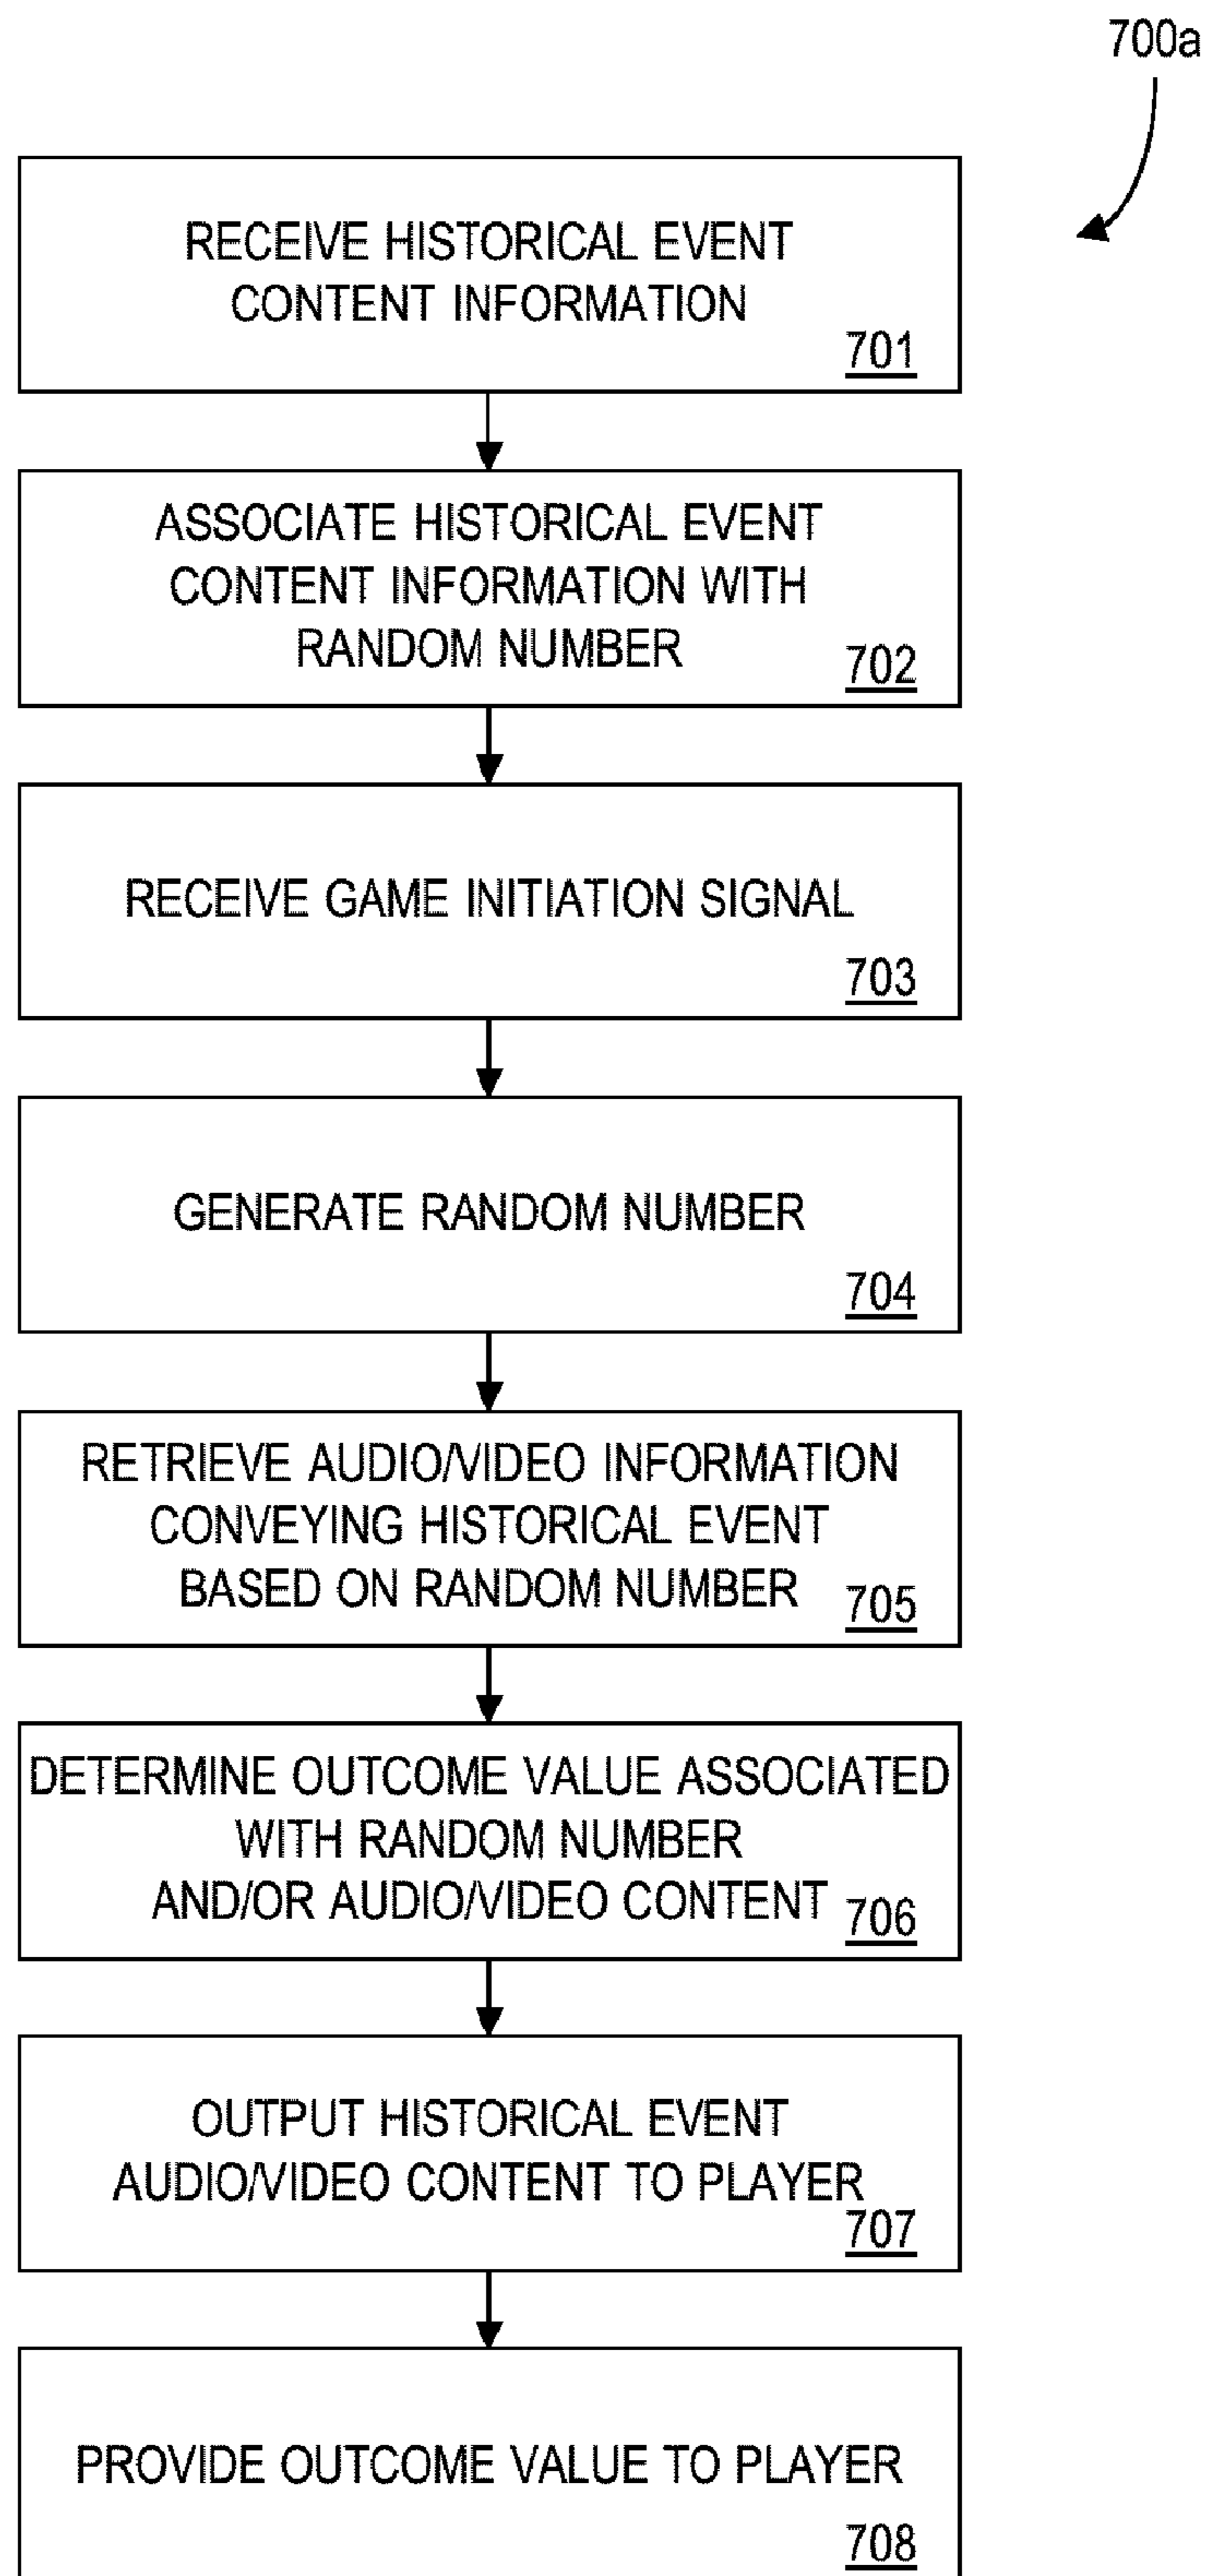 700a
RECEIVE HISTORICAL EVENT
CONTENT INFORMATION
701
ASSOCIATE HISTORICAL EVENT
CONTENT INFORMATION WITH
RANDOM NUMBER
702
RECEIVE GAME INITIATION SIGNAL
703
GENERATE RANDOM NUMBER
704
RETRIEVE AUDIO/VIDEO INFORMATION
CONVEYING HISTORICAL EVENT
BASED ON RANDOM NUMBER
705
DETERMINE OUTCOME VALUE ASSOCIATED
WITH RANDOM NUMBER
AND/OR AUDIO/VIDEO CONTENT
706
OUTPUT HISTORICAL EVENT
AUDIO/VIDEO CONTENT TO PLAYER
707
PROVIDE OUTCOME VALUE TO PLAYER
708